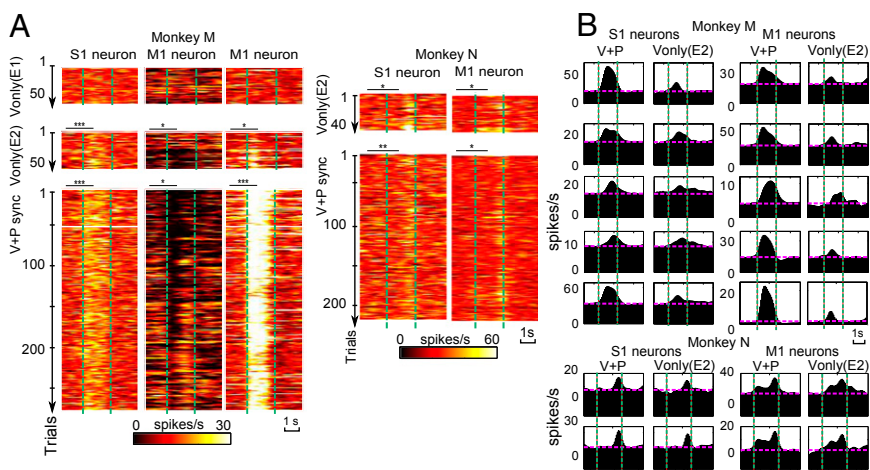 A
Monkey M
S1 neuron M1 neuron M1 neuron
Vonly(E1)
1
50
Vonly(E2)
1
50
*** * *
V+P sync
1
100
200
*** * ***
Trials
0 spikes/s 30
1 s
Monkey N
S1 neuron M1 neuron
Vonly(E2)
1
40
* *
V+P sync
1
100
200
** *
Trials
0 spikes/s 60
1s
B
Monkey M
S1 neurons M1 neurons
V+P Vonly(E2) V+P Vonly(E2)
spikes/s
50 0 30 0
20 0 50 0
20 0 10 0
10 0 30 0
60 0 20 0
1s
Monkey N
S1 neurons M1 neurons
V+P Vonly(E2) V+P Vonly(E2)
spikes/s
20 0 40 0
30 0 20 0